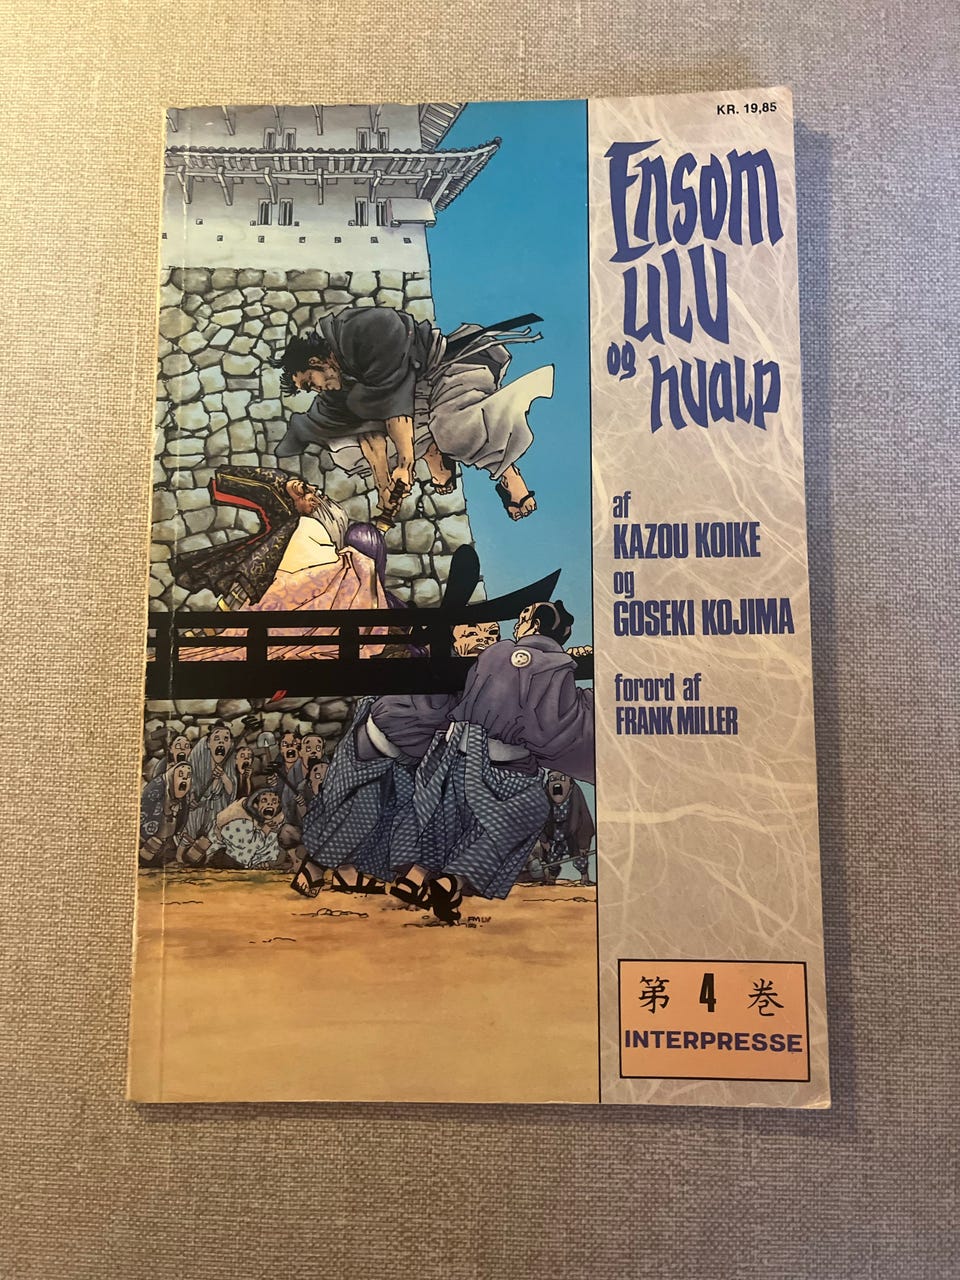 KR. 19,85
Ensom
ulv
og hvalp
af
KAZOU KOIKE
og
GOSEKI KOJIMA
forord af
FRANK MILLER
第 4 巻
INTERPRESSE